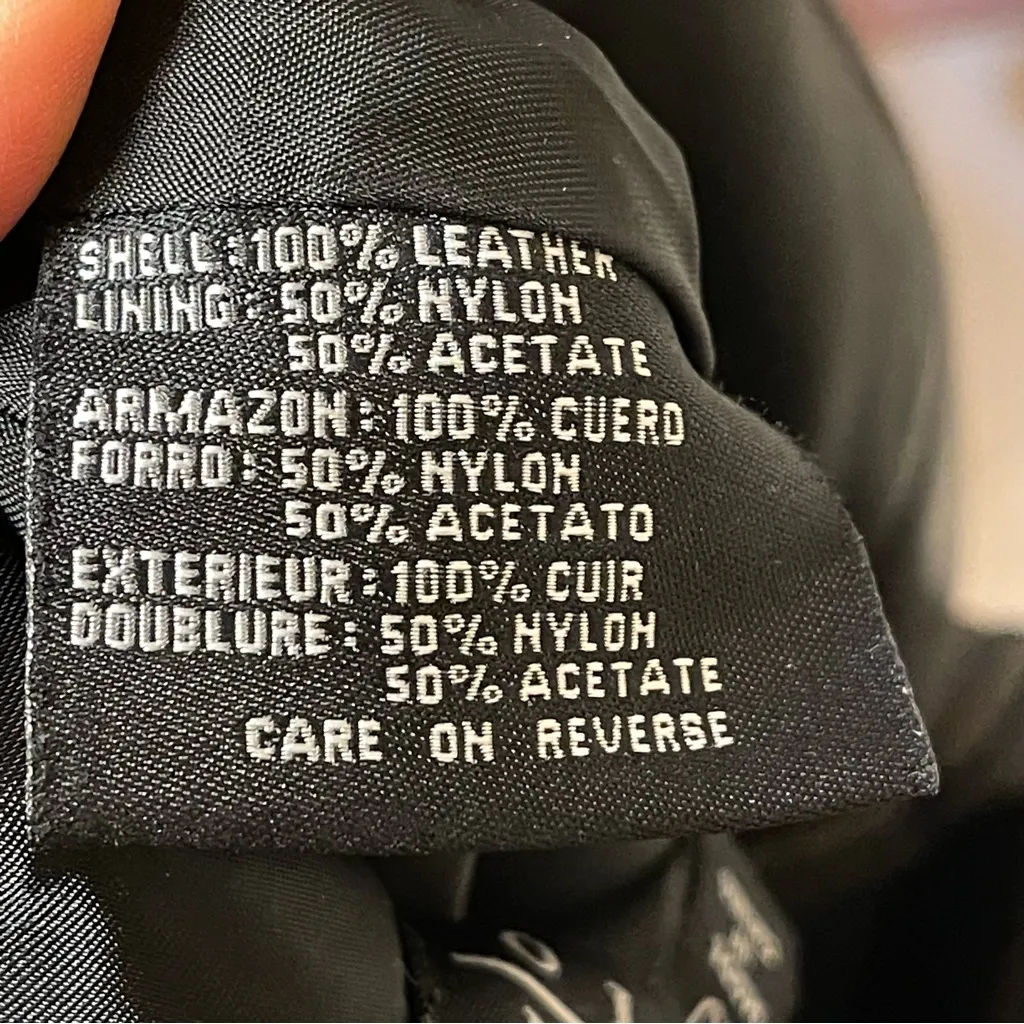 SHELL: 100% LEATHER
LINING: 50% NYLON
50% ACETATE
ARMAZON: 100% CUERO
FORRO: 50% NYLON
50% ACETATO
EXTERIEUR: 100% CUIR
DOUBLURE: 50% NYLON
50% ACETATE
CARE ON REVERSE